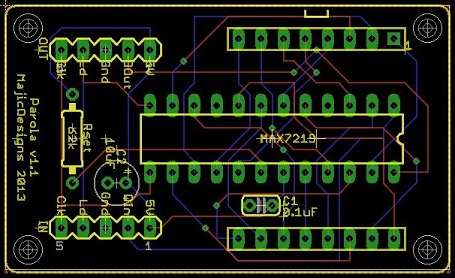 OUT
Clk
Ld
Gnd
DOut
5V
1
Parola v1.1
MajicDesigns 2013
Rset
C2
10uF
+
MAX7219
C1
0.1uF
IN
Clk
Ld
Gnd
DIn
5V
5
1